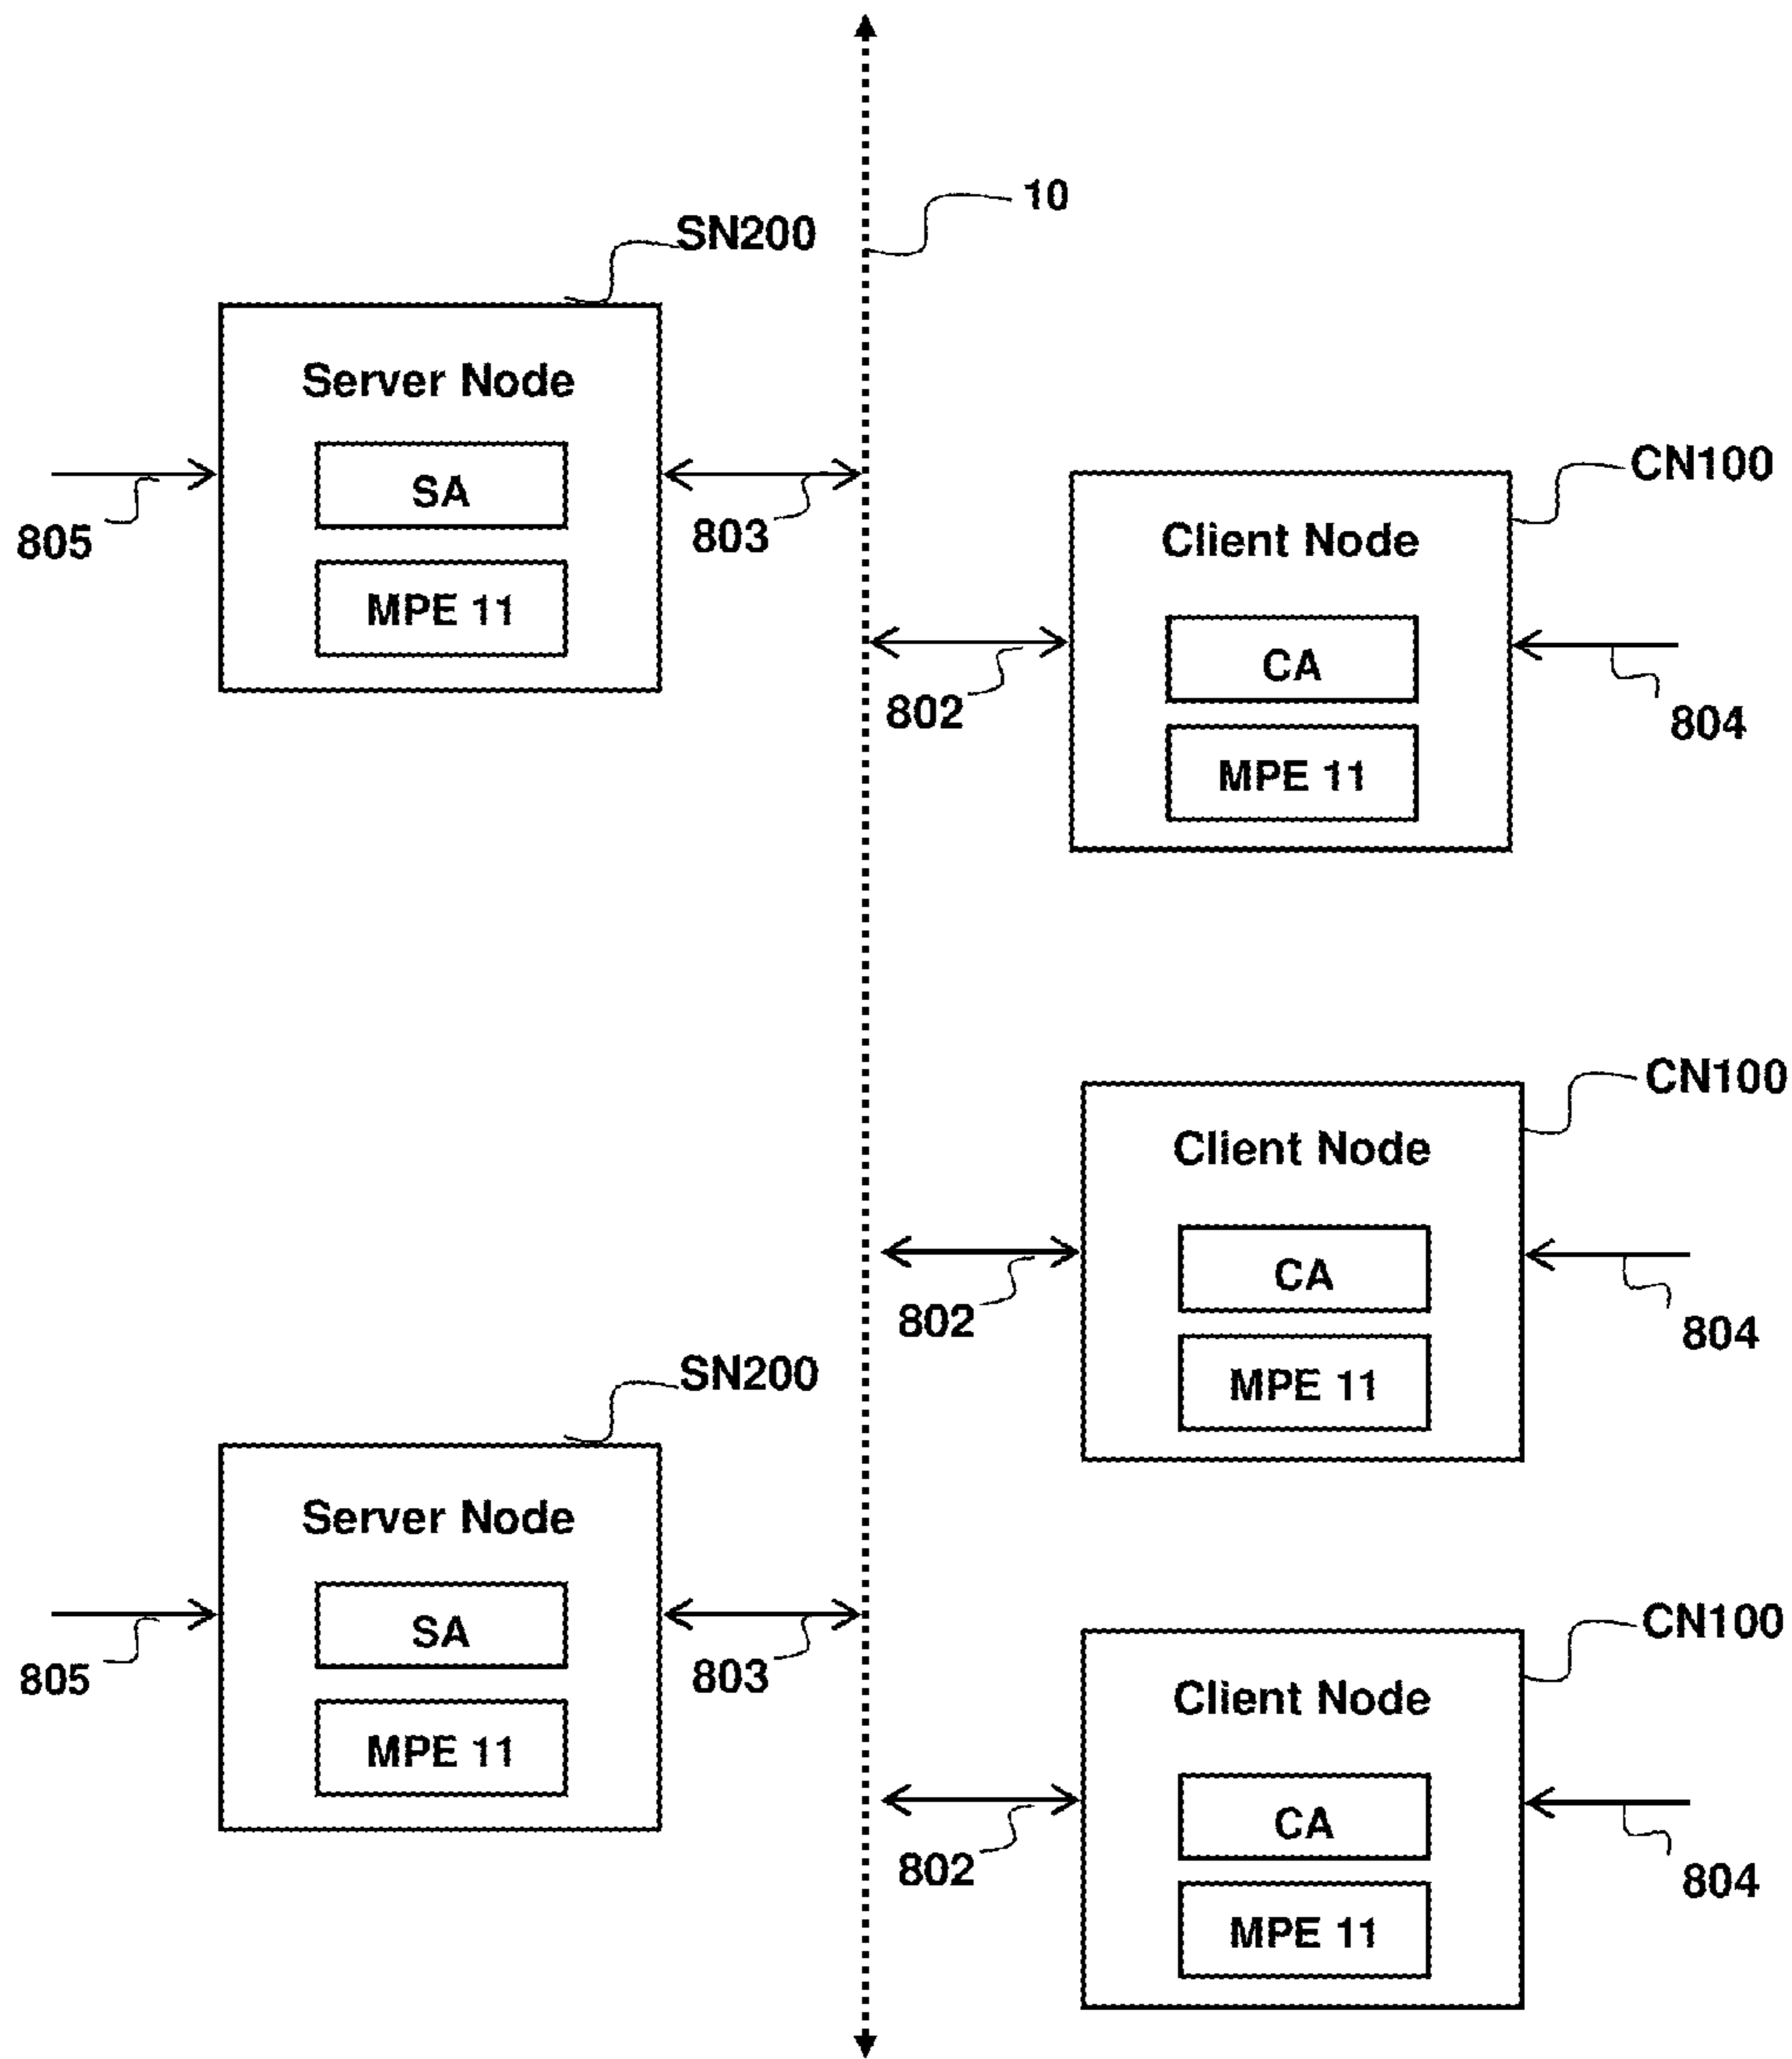 10
SN200
Server Node
SA
MPE 11
805
803
CN100
Client Node
CA
MPE 11
802
804
CN100
Client Node
CA
MPE 11
802
804
SN200
Server Node
SA
MPE 11
805
803
CN100
Client Node
CA
MPE 11
802
804